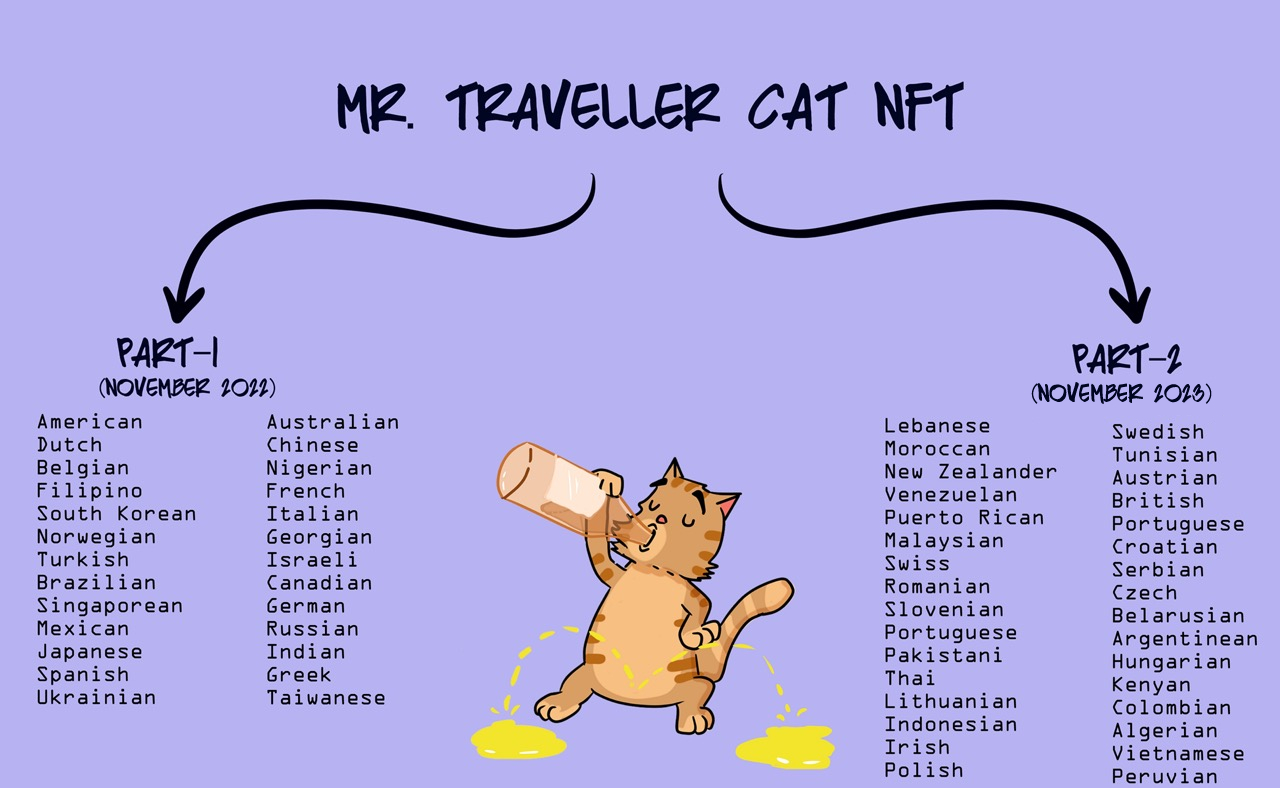 MR. TRAVELLER CAT NFT
PART-1
(NOVEMBER 2022)
American
Dutch
Belgian
Filipino
South Korean
Norwegian
Turkish
Brazilian
Singaporean
Mexican
Japanese
Spanish
Ukrainian
Australian
Chinese
Nigerian
French
Italian
Georgian
Israeli
Canadian
German
Russian
Indian
Greek
Taiwanese
PART-2
(NOVEMBER 2023)
Lebanese
Moroccan
New Zealander
Venezuelan
Puerto Rican
Malaysian
Swiss
Romanian
Slovenian
Portuguese
Pakistani
Thai
Lithuanian
Indonesian
Irish
Polish
Swedish
Tunisian
Austrian
British
Portuguese
Croatian
Serbian
Czech
Belarusian
Argentinean
Hungarian
Kenyan
Colombian
Algerian
Vietnamese
Peruvian